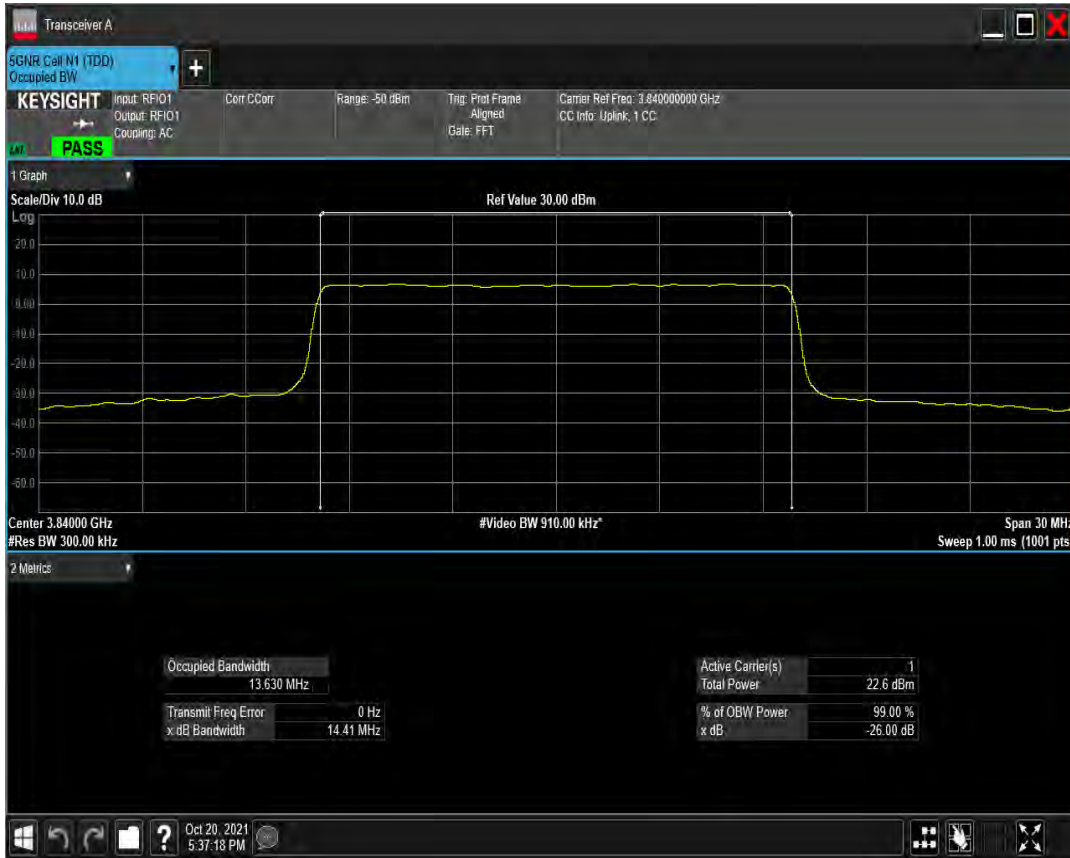 Transceiver A
5GNR Cell N1 (TDD)
Occupied BW
+
KEYSIGHT
Input: RFIO1
Output: RFIO1
Coupling: AC
Corr CCorr
Range: -50 dBm
Trig: Prot Frame
Aligned
Gate: FFT
Carrier Ref Freq: 3.840000000 GHz
CC Info: Uplink, 1 CC
PASS
1 Graph
Scale/Div 10.0 dB
Ref Value 30.00 dBm
Log
20.0
10.0
0.00
-10.0
-20.0
-30.0
-40.0
-50.0
-60.0
Center 3.84000 GHz
#Video BW 910.00 kHz*
Span 30 MHz
#Res BW 300.00 kHz
Sweep 1.00 ms (1001 pts
2 Metrics
Occupied Bandwidth
13.630 MHz
Transmit Freq Error 0 Hz
x dB Bandwidth 14.41 MHz
Active Carrier(s) 1
Total Power 22.6 dBm
% of OBW Power 99.00 %
x dB -26.00 dB
?
Oct 20, 2021
5:37:18 PM